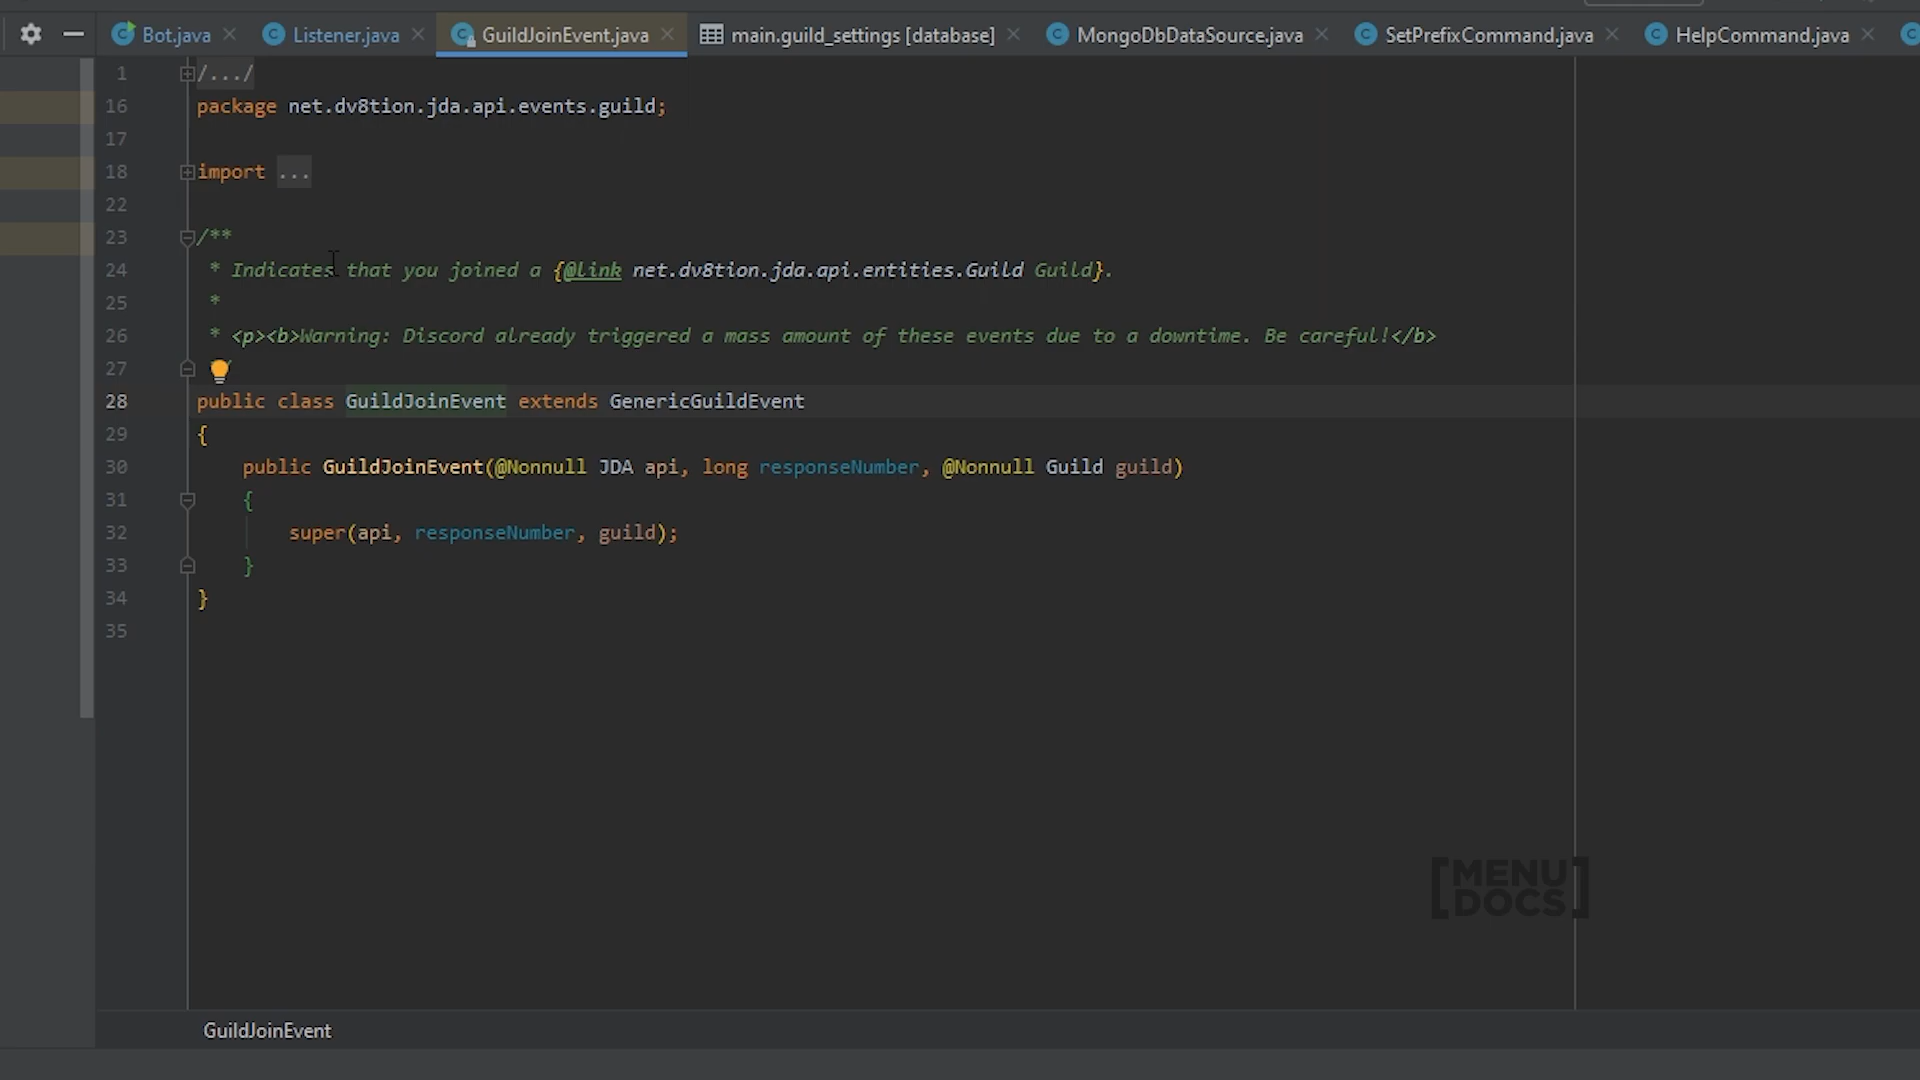 Bot.java Listener.java GuildJoinEvent.java main.guild_settings [database] MongoDbDataSource.java SetPrefixCommand.java HelpCommand.java
1 /.../
16 package net.dv8tion.jda.api.events.guild;
17
18 import ...
22
23 /**
24 * Indicates that you joined a {@link net.dv8tion.jda.api.entities.Guild Guild}.
25 *
26 * <p><b>Warning: Discord already triggered a mass amount of these events due to a downtime. Be careful!</b>
27
28 public class GuildJoinEvent extends GenericGuildEvent
29 {
30 public GuildJoinEvent(@Nonnull JDA api, long responseNumber, @Nonnull Guild guild)
31 {
32 super(api, responseNumber, guild);
33 }
34 }
35
[MENU
DOCS]
GuildJoinEvent